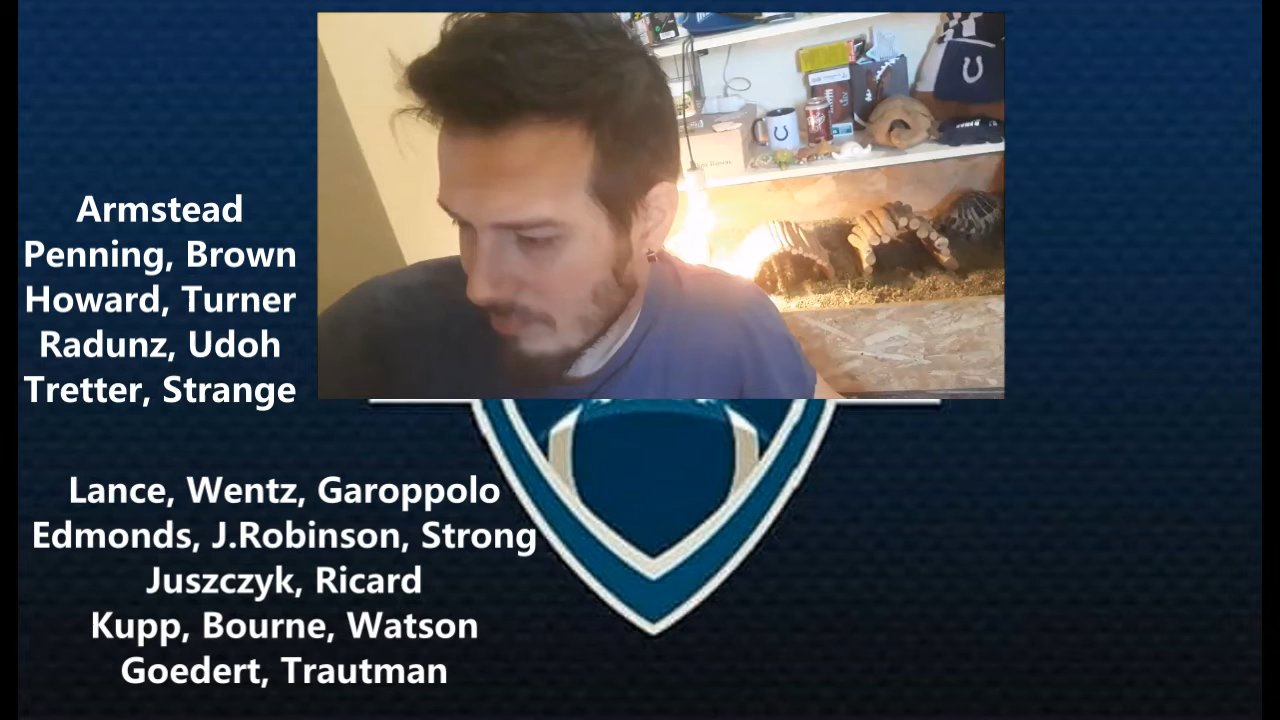 Armstead
Penning, Brown
Howard, Turner
Radunz, Udoh
Tretter, Strange
Lance, Wentz, Garoppolo
Edmonds, J.Robinson, Strong
Juszczyk, Ricard
Kupp, Bourne, Watson
Goedert, Trautman